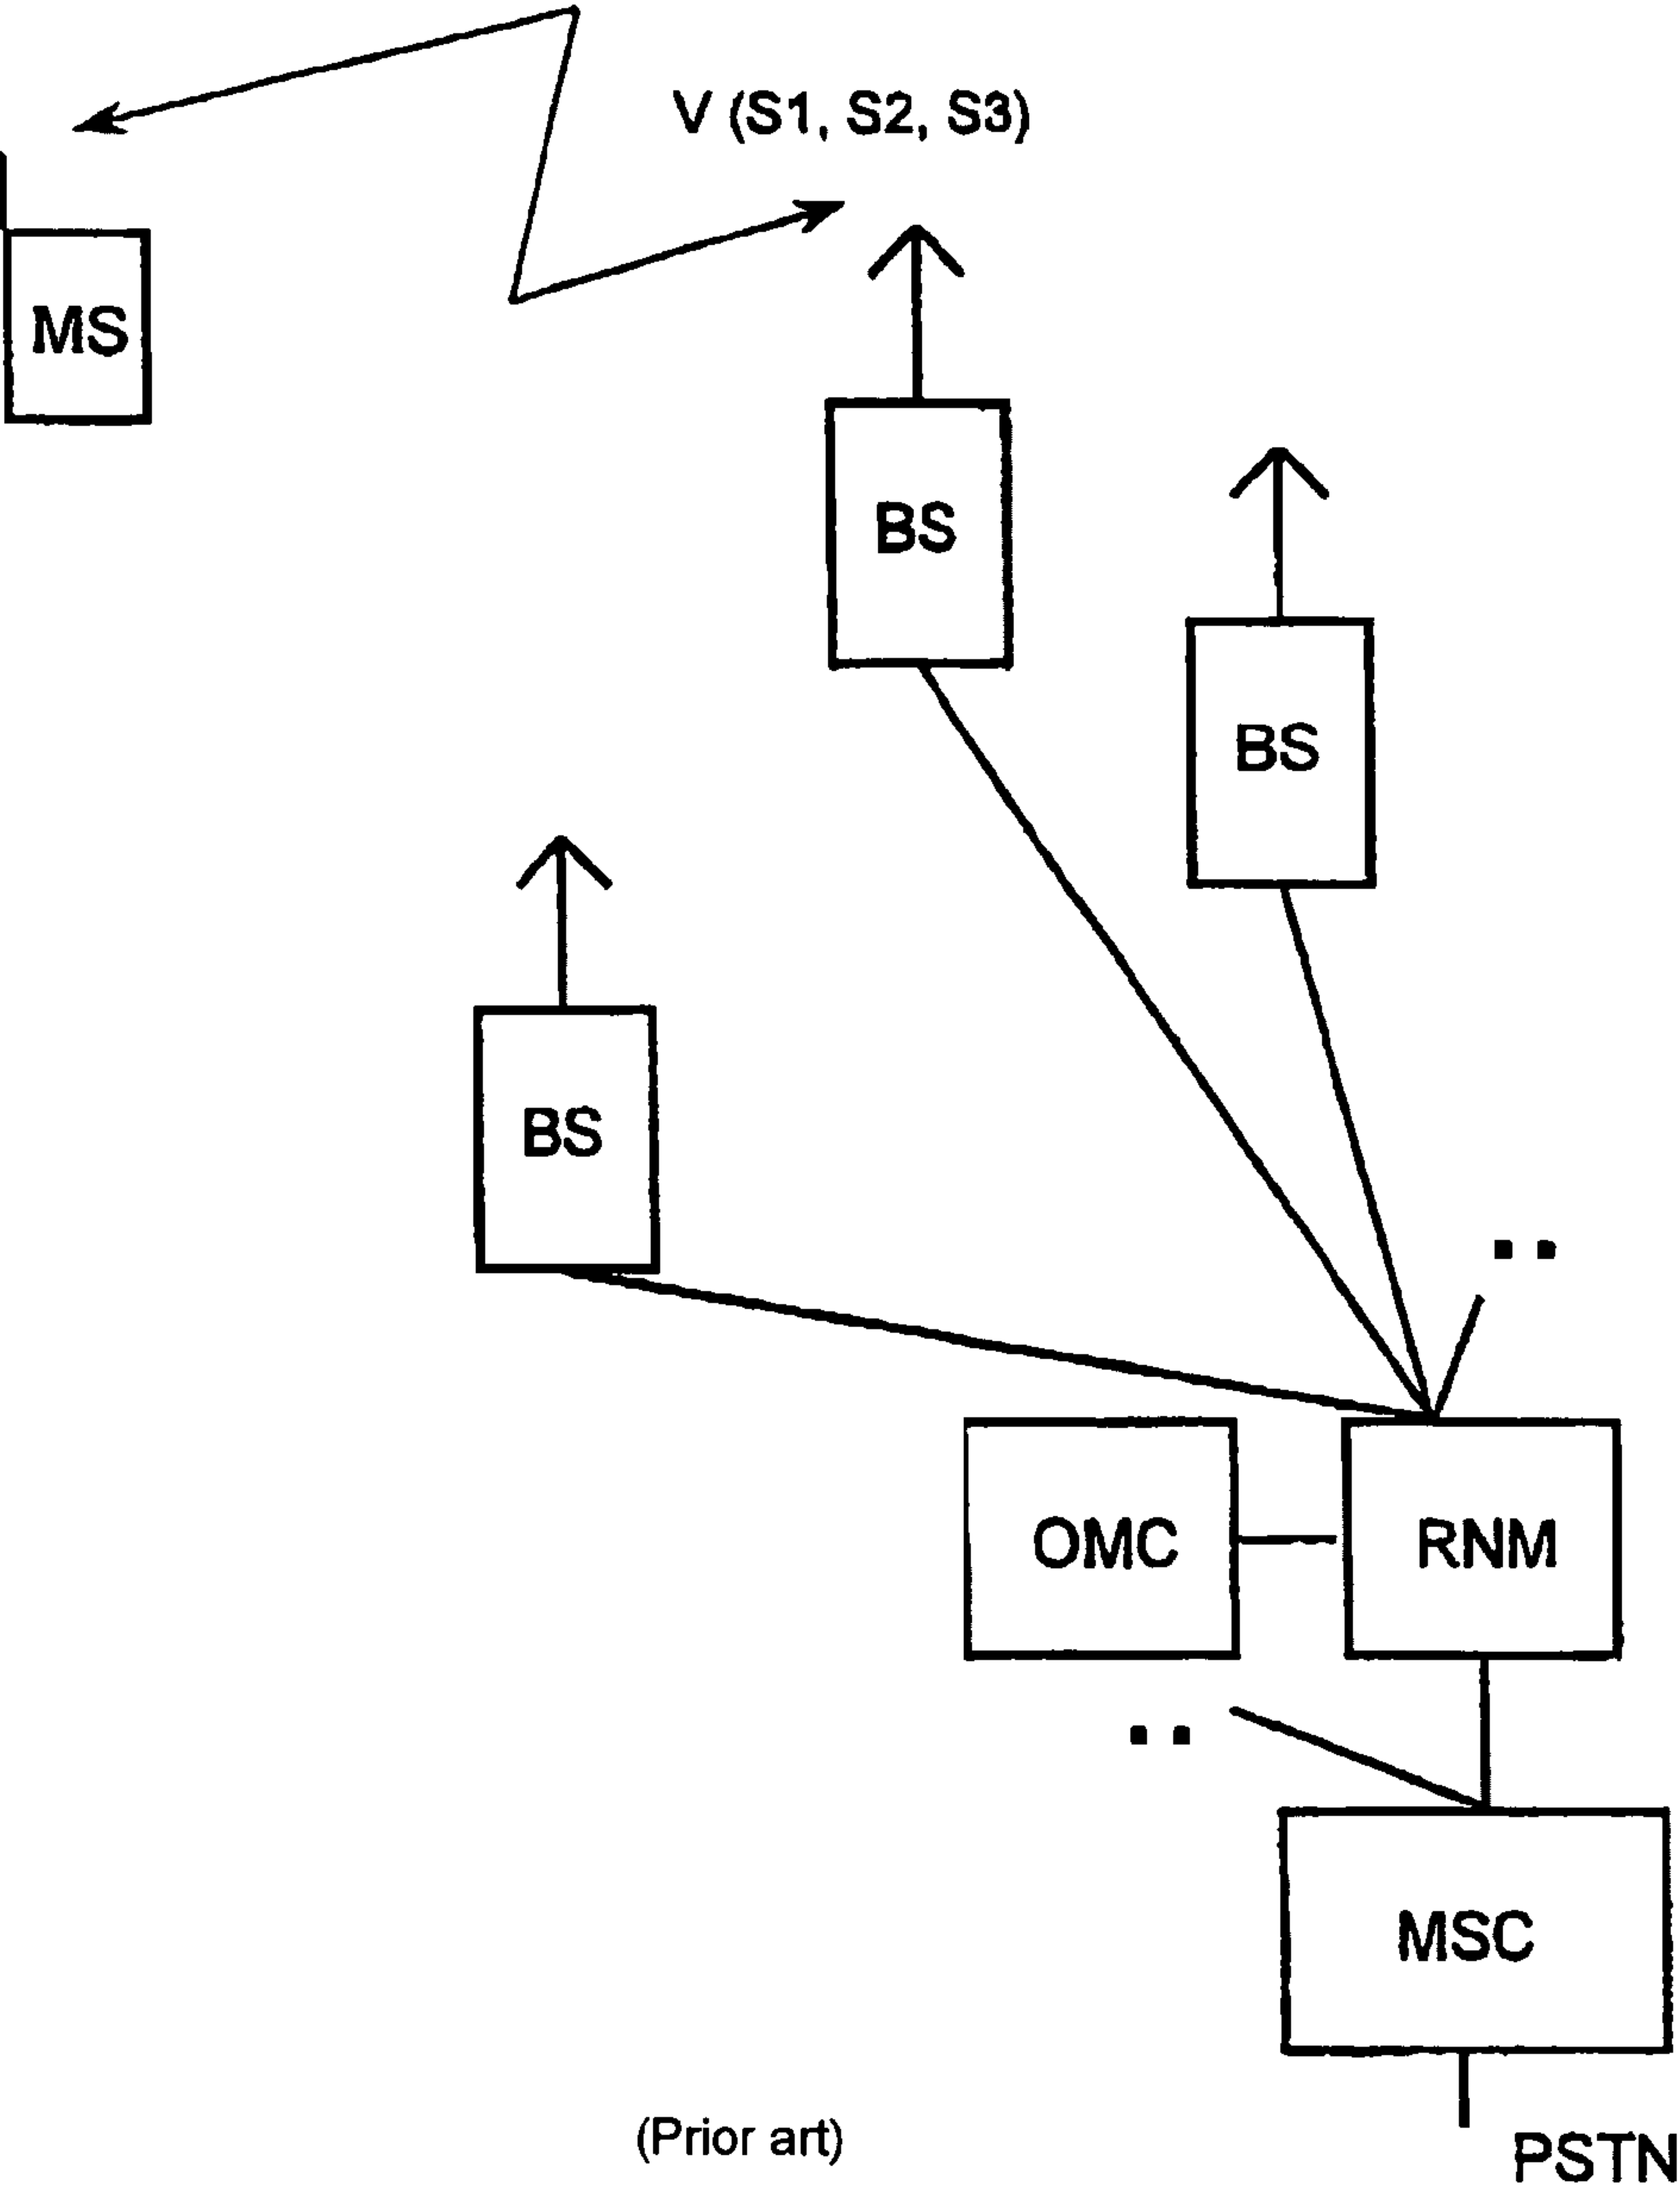 V (S1, S2, S3)
MS
BS
BS
BS
OMC
RNM
MSC
(Prior art)
PSTN